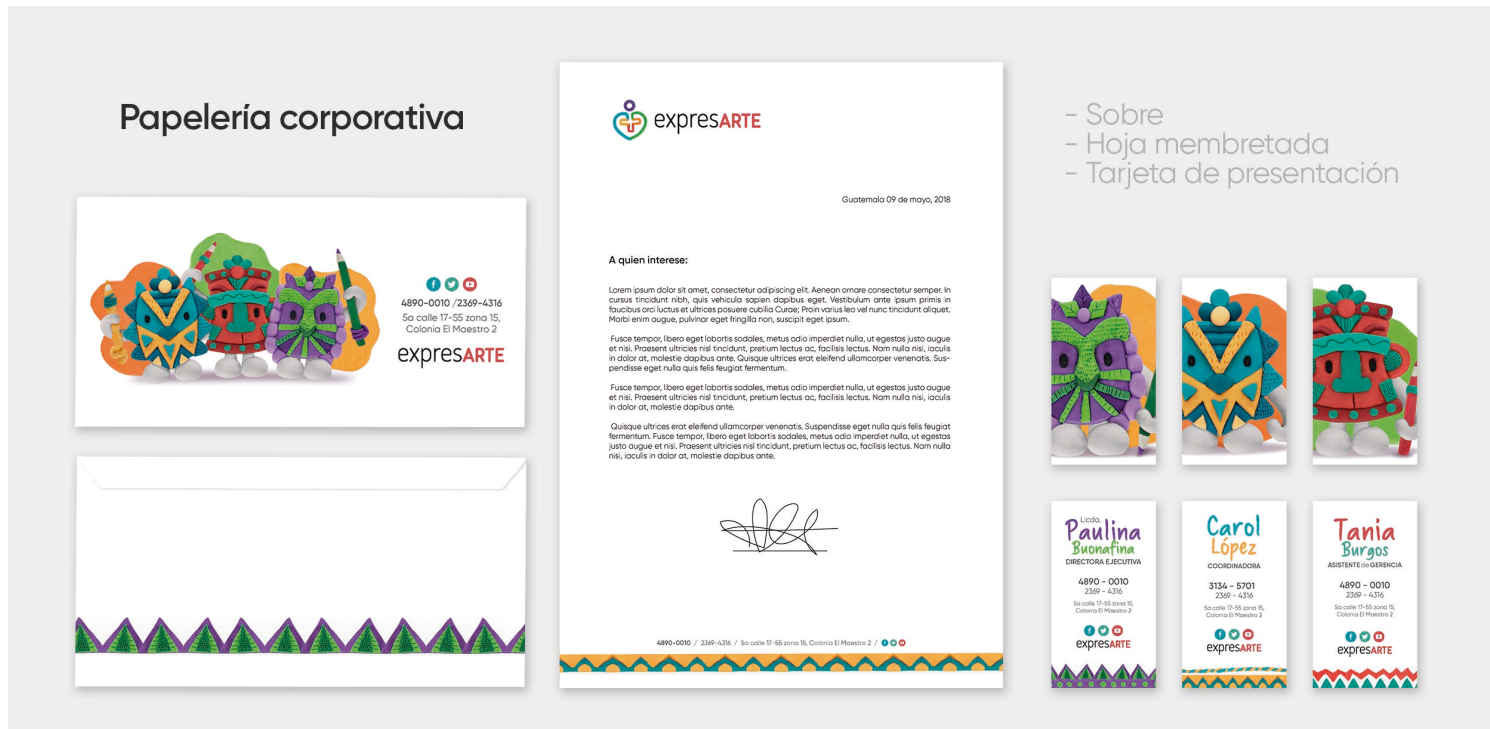 Papelería corporativa
- Sobre
- Hoja membretada
- Tarjeta de presentación
4890-0010 /2369-4316
5a calle 17-55 zona 15,
Colonia El Maestro 2
expresARTE
expresARTE
Guatemala 09 de mayo, 2018
A quien interese:
Lorem ipsum dolor sit amet, consectetur adipiscing elit. Aenean ornare consectetur semper. In
cursus tincidunt nibh, quis vehicula sapien dapibus eget. Vestibulum ante ipsum primis in
faucibus orci luctus et ultrices posuere cubilia Curae; Proin varius leo vel nunc tincidunt aliquet.
Morbi enim augue, pulvinar eget fringilla non, suscipit eget ipsum.
Fusce tempor, libero eget lobortis sodales, metus odio imperdiet nulla, ut egestas justo augue
et nisi. Praesent ultricies nisl tincidunt, pretium lectus ac, facilisis lectus. Nam nulla nisi, iaculis
in dolor at, molestie dapibus ante. Quisque ultrices erat eleifend ullamcorper venenatis. Sus-
pendisse eget nulla quis felis feugiat fermentum.
Fusce tempor, libero eget lobortis sodales, metus odio imperdiet nulla, ut egestas justo augue
et nisi. Praesent ultricies nisl tincidunt, pretium lectus ac, facilisis lectus. Nam nulla nisi, iaculis
in dolor at, molestie dapibus ante.
Quisque ultrices erat eleifend ullamcorper venenatis. Suspendisse eget nulla quis felis feugiat
fermentum. Fusce tempor, libero eget lobortis sodales, metus odio imperdiet nulla, ut egestas
justo augue et nisi. Praesent ultricies nisl tincidunt, pretium lectus ac, facilisis lectus. Nam nulla
nisi, iaculis in dolor at, molestie dapibus ante.
4890-0010 / 2369-4316 / 5a calle 17-55 zona 15, Colonia El Maestro 2 /
Licda.
Paulina
Buonafina
DIRECTORA EJECUTIVA
4890 - 0010
2369 - 4316
5a calle 17-55 zona 15,
Colonia El Maestro 2
expresARTE
Carol
López
COORDINADORA
3134 - 5701
2369 - 4316
5a calle 17-55 zona 15,
Colonia El Maestro 2
expresARTE
Tania
Burgos
ASISTENTE de GERENCIA
4890 - 0010
2369 - 4316
5a calle 17-55 zona 15,
Colonia El Maestro 2
expresARTE